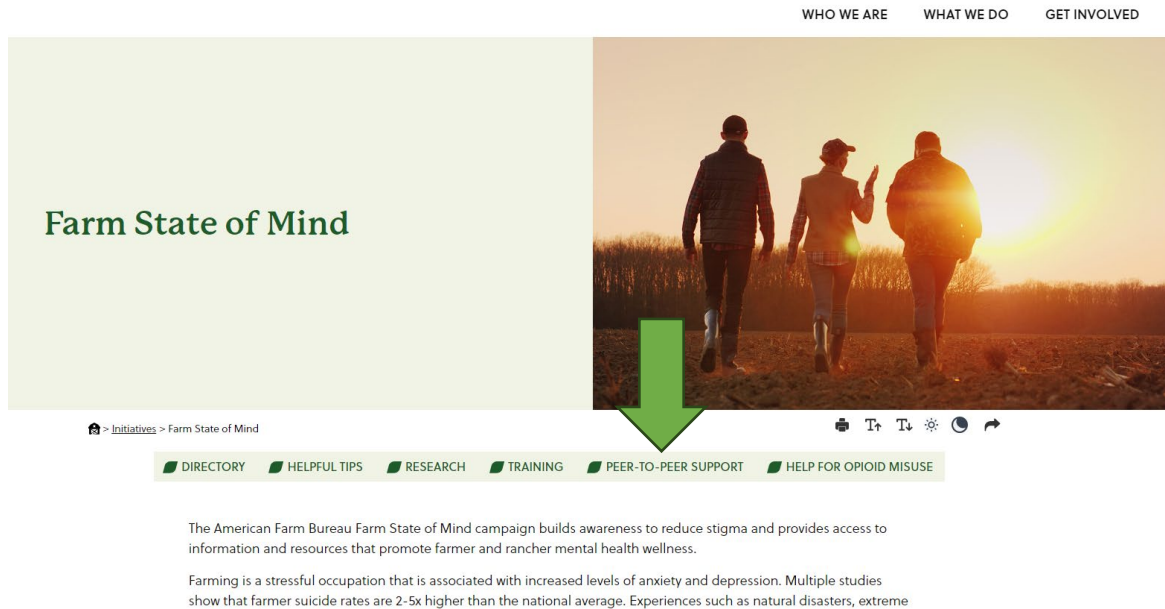 WHO WE ARE WHAT WE DO GET INVOLVED
Farm State of Mind
> Initiatives > Farm State of Mind
DIRECTORY HELPFUL TIPS RESEARCH TRAINING PEER-TO-PEER SUPPORT HELP FOR OPIOID MISUSE
The American Farm Bureau Farm State of Mind campaign builds awareness to reduce stigma and provides access to
information and resources that promote farmer and rancher mental health wellness.
Farming is a stressful occupation that is associated with increased levels of anxiety and depression. Multiple studies
show that farmer suicide rates are 2-5x higher than the national average. Experiences such as natural disasters, extreme